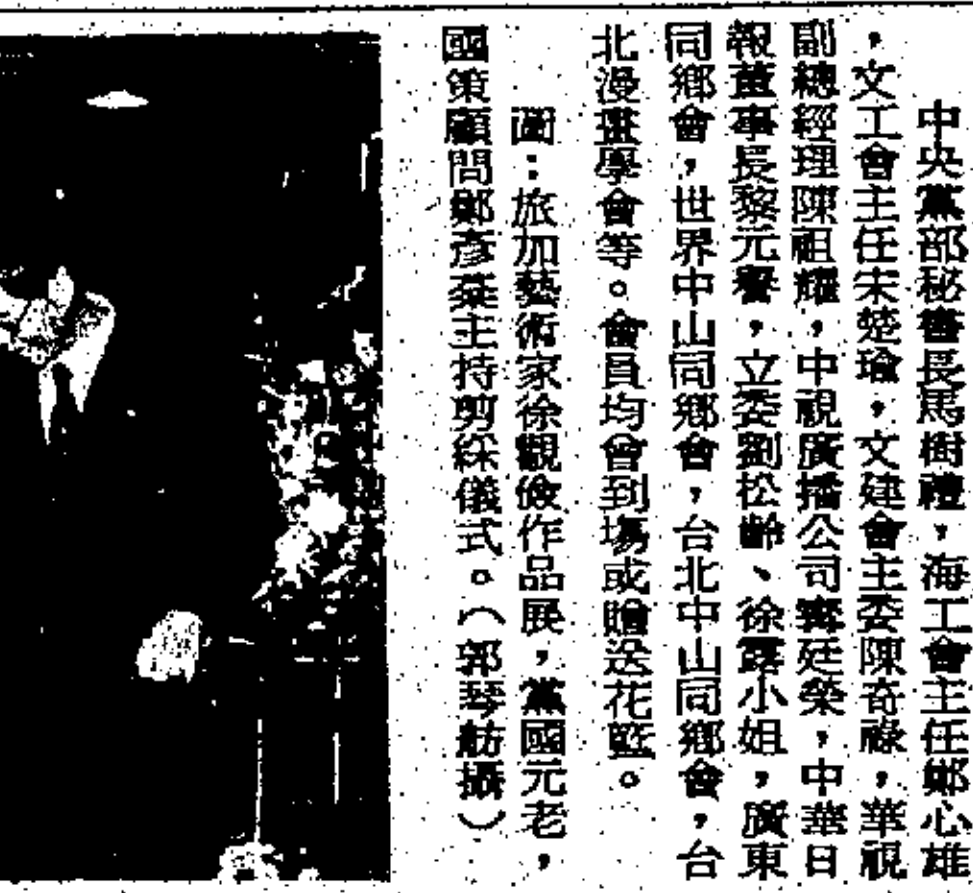 中央黨部秘書長馬樹禮，海工會主任鄭心雄
，文工會主任宋楚瑜，文建會主委陳奇祿，華視
副總經理陳祖耀，中視廣播公司甯廷榮，中華日
報董事長黎元譽，立委劉松齡、徐露小姐，廣東
同鄉會，世界中山同鄉會，台北中山同鄉會，台
北漫畫學會等。會員均會到場或贈送花籃。
圖：旅加藝術家徐觀儉作品展，黨國元老，
國策顧問鄭彥棻主持剪綵儀式。（郭琴舫攝）